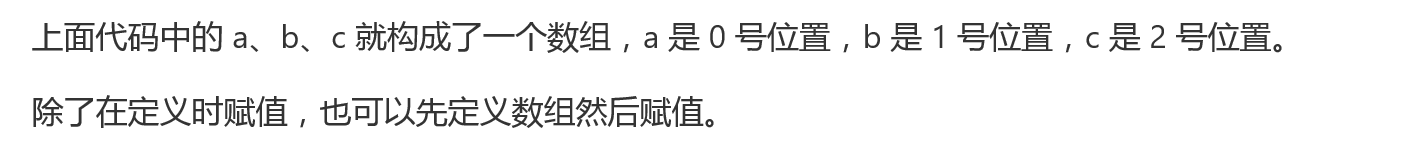 上面代码中的 a、b、c 就构成了一个数组，a 是 0 号位置，b 是 1 号位置，c 是 2 号位置。
除了在定义时赋值，也可以先定义数组然后赋值。